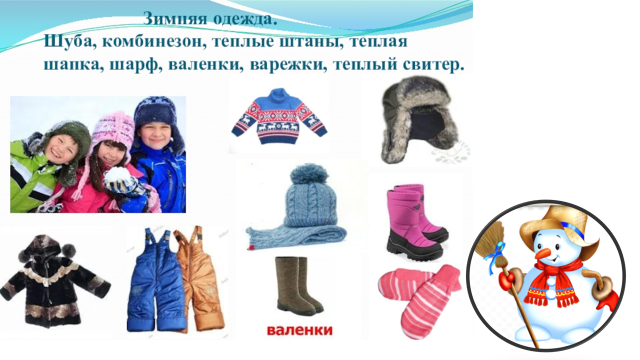 Зимняя одежда.
Шуба, комбинезон, теплые штаны, теплая
шапка, шарф, валенки, варежки, теплый свитер.
валенки